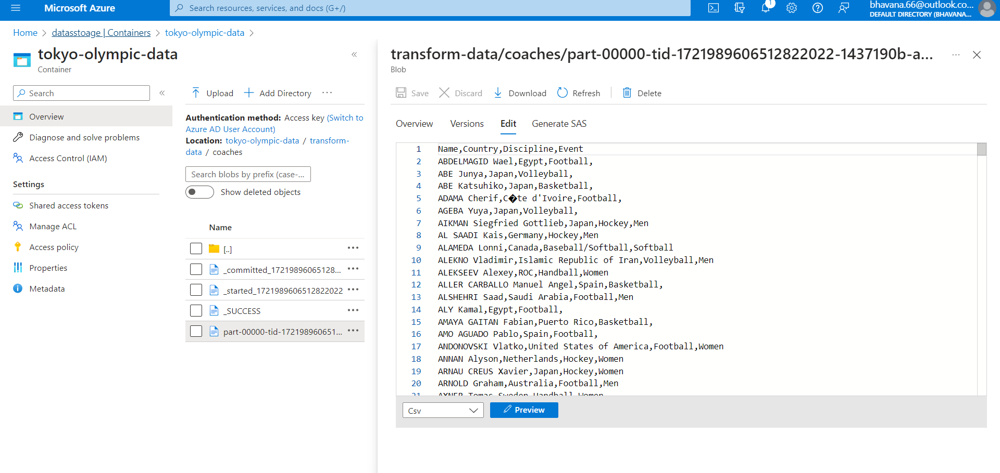 Microsoft Azure
Search resources, services, and docs (G+/)
1
bhavana.66@outlook.co...
DEFAULT DIRECTORY (BHAVANA...
Home > datasstoage | Containers > tokyo-olympic-data >
tokyo-olympic-data
Container
Search
Overview
Diagnose and solve problems
Access Control (IAM)
Settings
Shared access tokens
Manage ACL
Access policy
Properties
Metadata
Upload
Add Directory
...
Authentication method: Access key (Switch to
Azure AD User Account)
Location: tokyo-olympic-data / transform-
data / coaches
Search blobs by prefix (case-...
Show deleted objects
Name
[..]
_committed_17219896065128...
_started_1721989606512822022
_SUCCESS
part-00000-tid-172198960651...
transform-data/coaches/part-00000-tid-1721989606512822022-1437190b-a...
Blob
Save
Discard
Download
Refresh
Delete
Overview
Versions
Edit
Generate SAS
1 Name,Country,Discipline,Event
2 ABDELMAGID Wael,Egypt,Football,
3 ABE Junya,Japan,Volleyball,
4 ABE Katsuhiko,Japan,Basketball,
5 ADAMA Cherif,C�te d'Ivoire,Football,
6 AGEBA Yuya,Japan,Volleyball,
7 AIKMAN Siegfried Gottlieb,Japan,Hockey,Men
8 AL SAADI Kais,Germany,Hockey,Men
9 ALAMEDA Lonni,Canada,Baseball/Softball,Softball
10 ALEKNO Vladimir,Islamic Republic of Iran,Volleyball,Men
11 ALEKSEEV Alexey,ROC,Handball,Women
12 ALLER CARBALLO Manuel Angel,Spain,Basketball,
13 ALSHEHRI Saad,Saudi Arabia,Football,Men
14 ALY Kamal,Egypt,Football,
15 AMAYA GAITAN Fabian,Puerto Rico,Basketball,
16 AMO AGUADO Pablo,Spain,Football,
17 ANDONOVSKI Vlatko,United States of America,Football,Women
18 ANNAN Alyson,Netherlands,Hockey,Women
19 ARNAU CREUS Xavier,Japan,Hockey,Women
20 ARNOLD Graham,Australia,Football,Men
21 AXNER Tomas,Sweden,Handball,Women
Csv
Preview